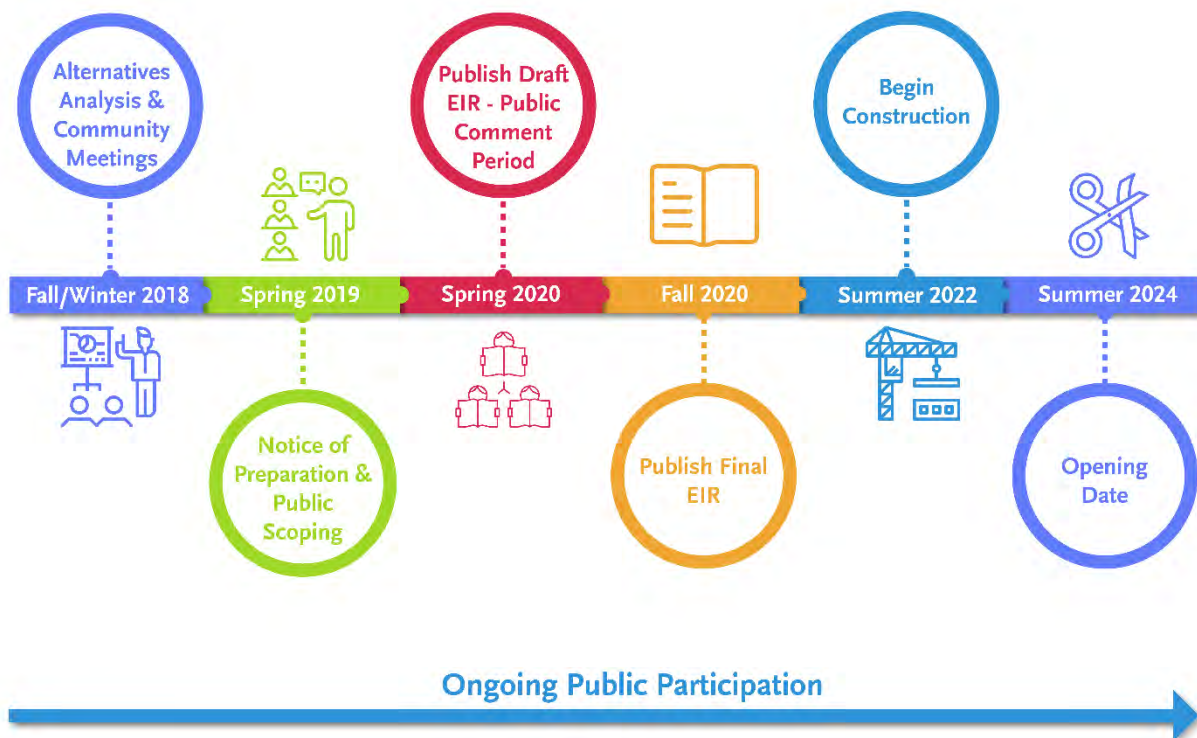 Alternatives
Analysis &
Community
Meetings
Publish Draft
EIR - Public
Comment
Period
Begin
Construction
Fall/Winter 2018
Spring 2019
Spring 2020
Fall 2020
Summer 2022
Summer 2024
Notice of
Preparation &
Public
Scoping
Publish Final
EIR
Opening
Date
Ongoing Public Participation